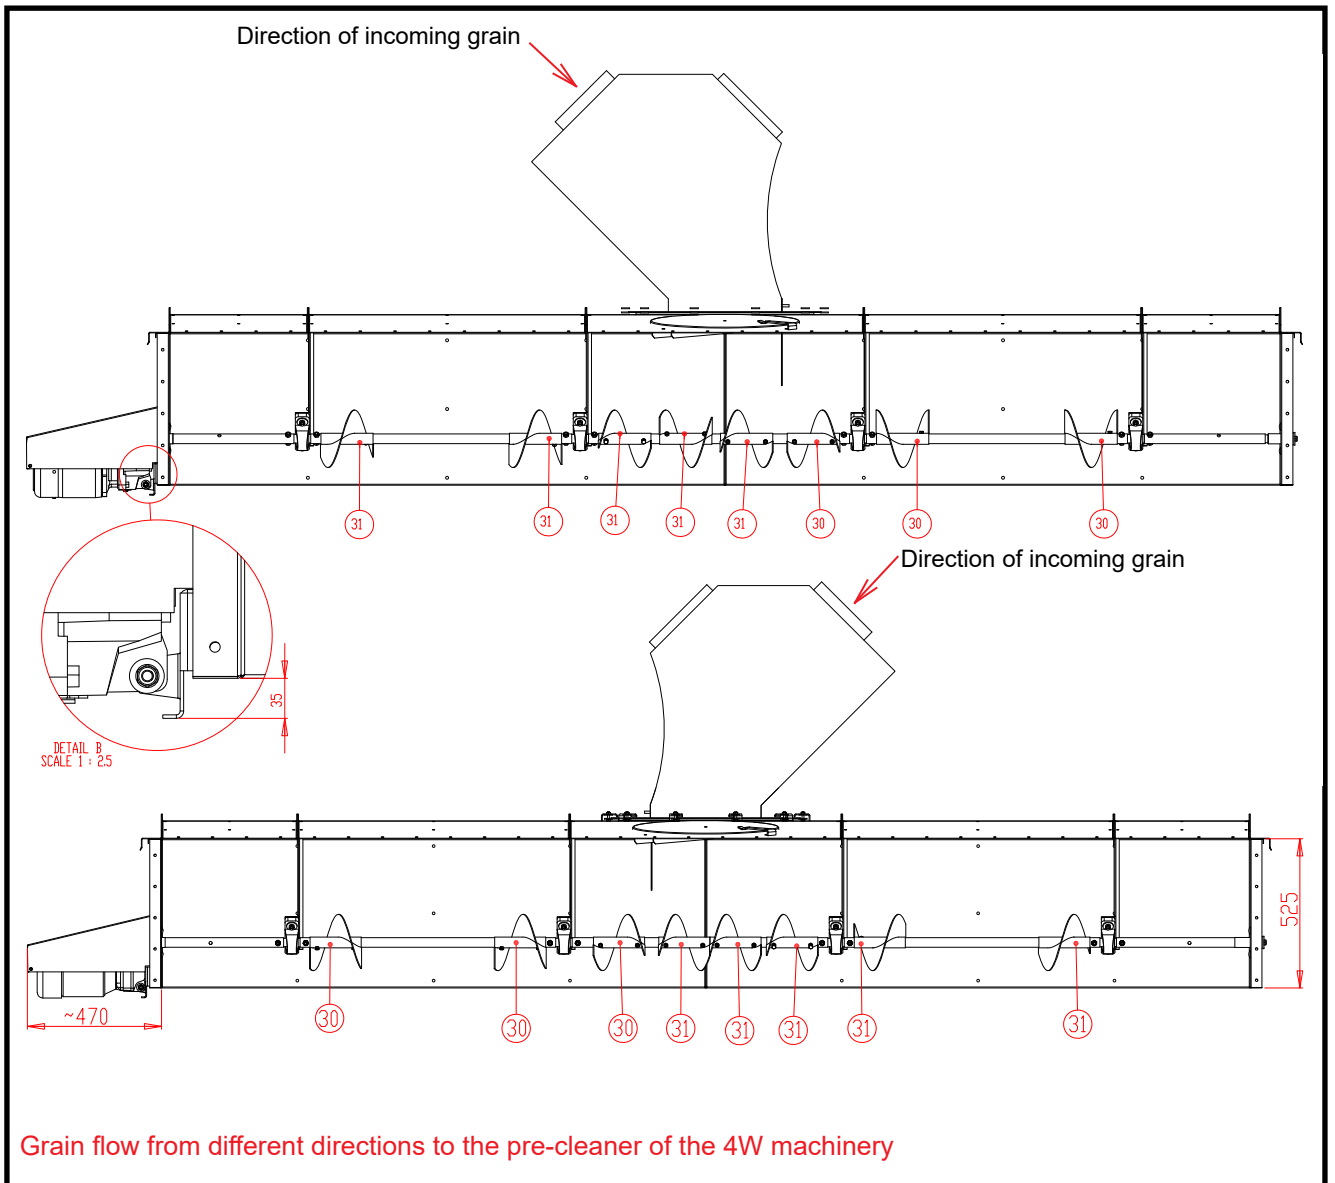 Direction of incoming grain
31 31 31 31 31 30 30 30
Direction of incoming grain
35
DETAIL B
SCALE 1 : 2.5
525
~470
30 30 30 31 31 31 31 31
Grain flow from different directions to the pre-cleaner of the 4W machinery